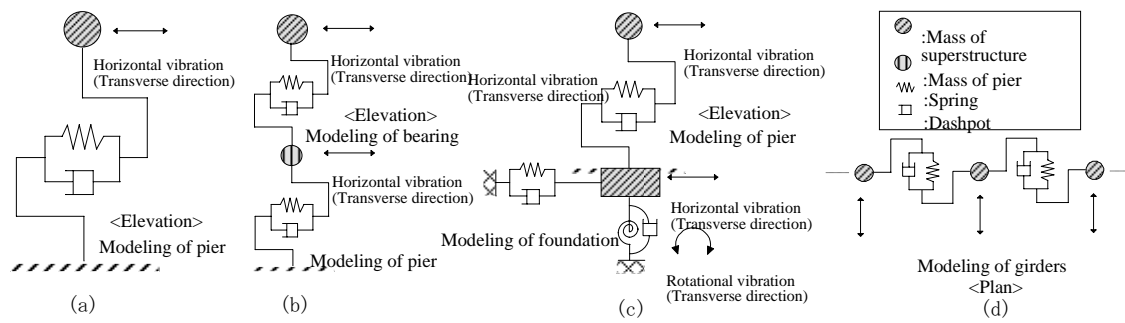 Horizontal vibration
(Transverse direction)
<Elevation>
Modeling of pier
(a)
Horizontal vibration
(Transverse direction)
<Elevation>
Modeling of bearing
Horizontal vibration
(Transverse direction)
Modeling of pier
(b)
Horizontal vibration
(Transverse direction)
Horizontal vibration
(Transverse direction)
<Elevation>
Modeling of pier
Horizontal vibration
(Transverse direction)
Modeling of foundation
Rotational vibration
(Transverse direction)
(c)
:Mass of
superstructure
:Mass of pier
:Spring
:Dashpot
Modeling of girders
<Plan>
(d)